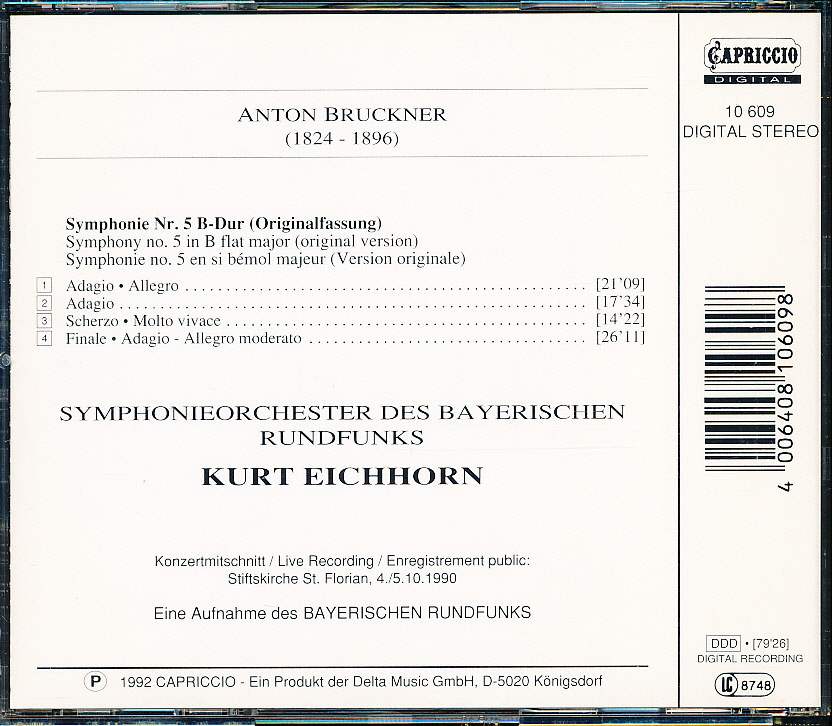 ANTON BRUCKNER
(1824 - 1896)
Symphonie Nr. 5 B-Dur (Originalfassung)
Symphony no. 5 in B flat major (original version)
Symphonie no. 5 en si bémol majeur (Version originale)
1 Adagio • Allegro ........................................ [21'09]
2 Adagio ........................................ [17'34]
3 Scherzo • Molto vivace ........................................ [14'22]
4 Finale • Adagio - Allegro moderato ........................................ [26'11]
SYMPHONIEORCHESTER DES BAYERISCHEN
RUNDFUNKS
KURT EICHHORN
Konzertmitschnitt / Live Recording / Enregistrement public:
Stiftskirche St. Florian, 4./5.10.1990
Eine Aufnahme des BAYERISCHEN RUNDFUNKS
℗ 1992 CAPRICCIO - Ein Produkt der Delta Music GmbH, D-5020 Königsdorf
CAPRICCIO
DIGITAL
10 609
DIGITAL STEREO
4 006408 106098
DDD • [79'26]
DIGITAL RECORDING
LC 8748